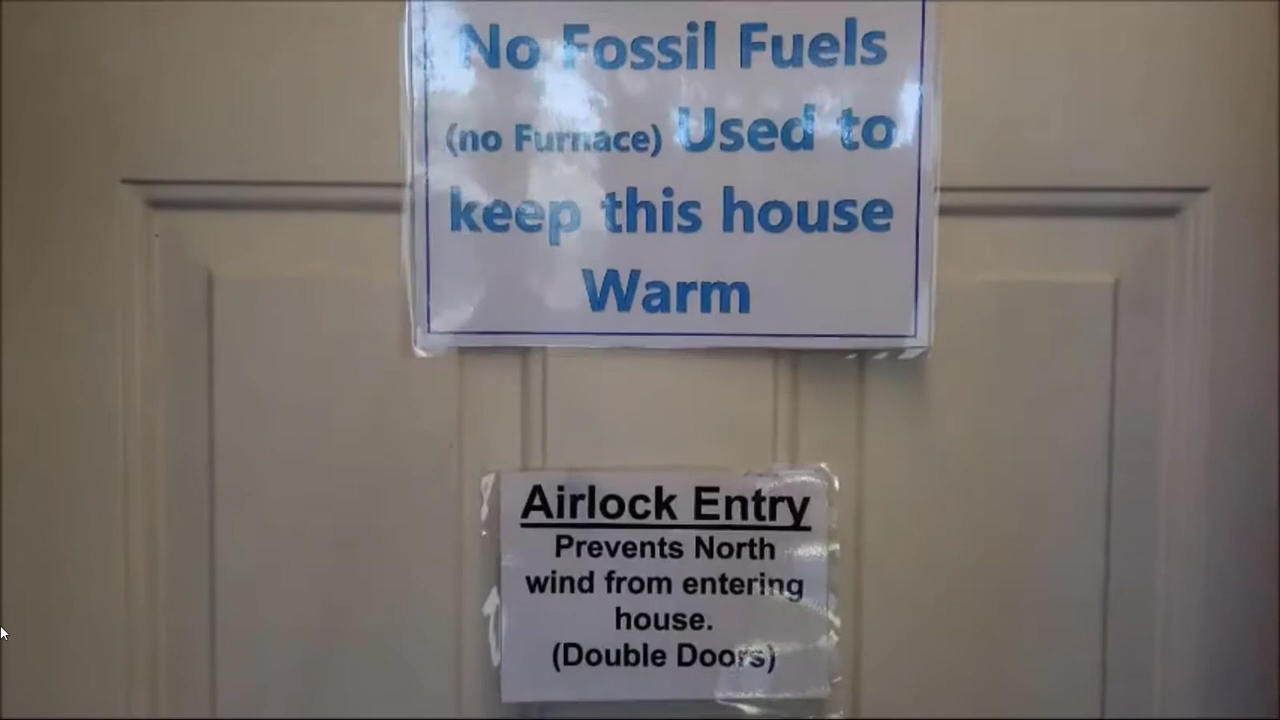 No Fossil Fuels
(no Furnace) Used to
keep this house
Warm
Airlock Entry
Prevents North
wind from entering
house.
(Double Doors)